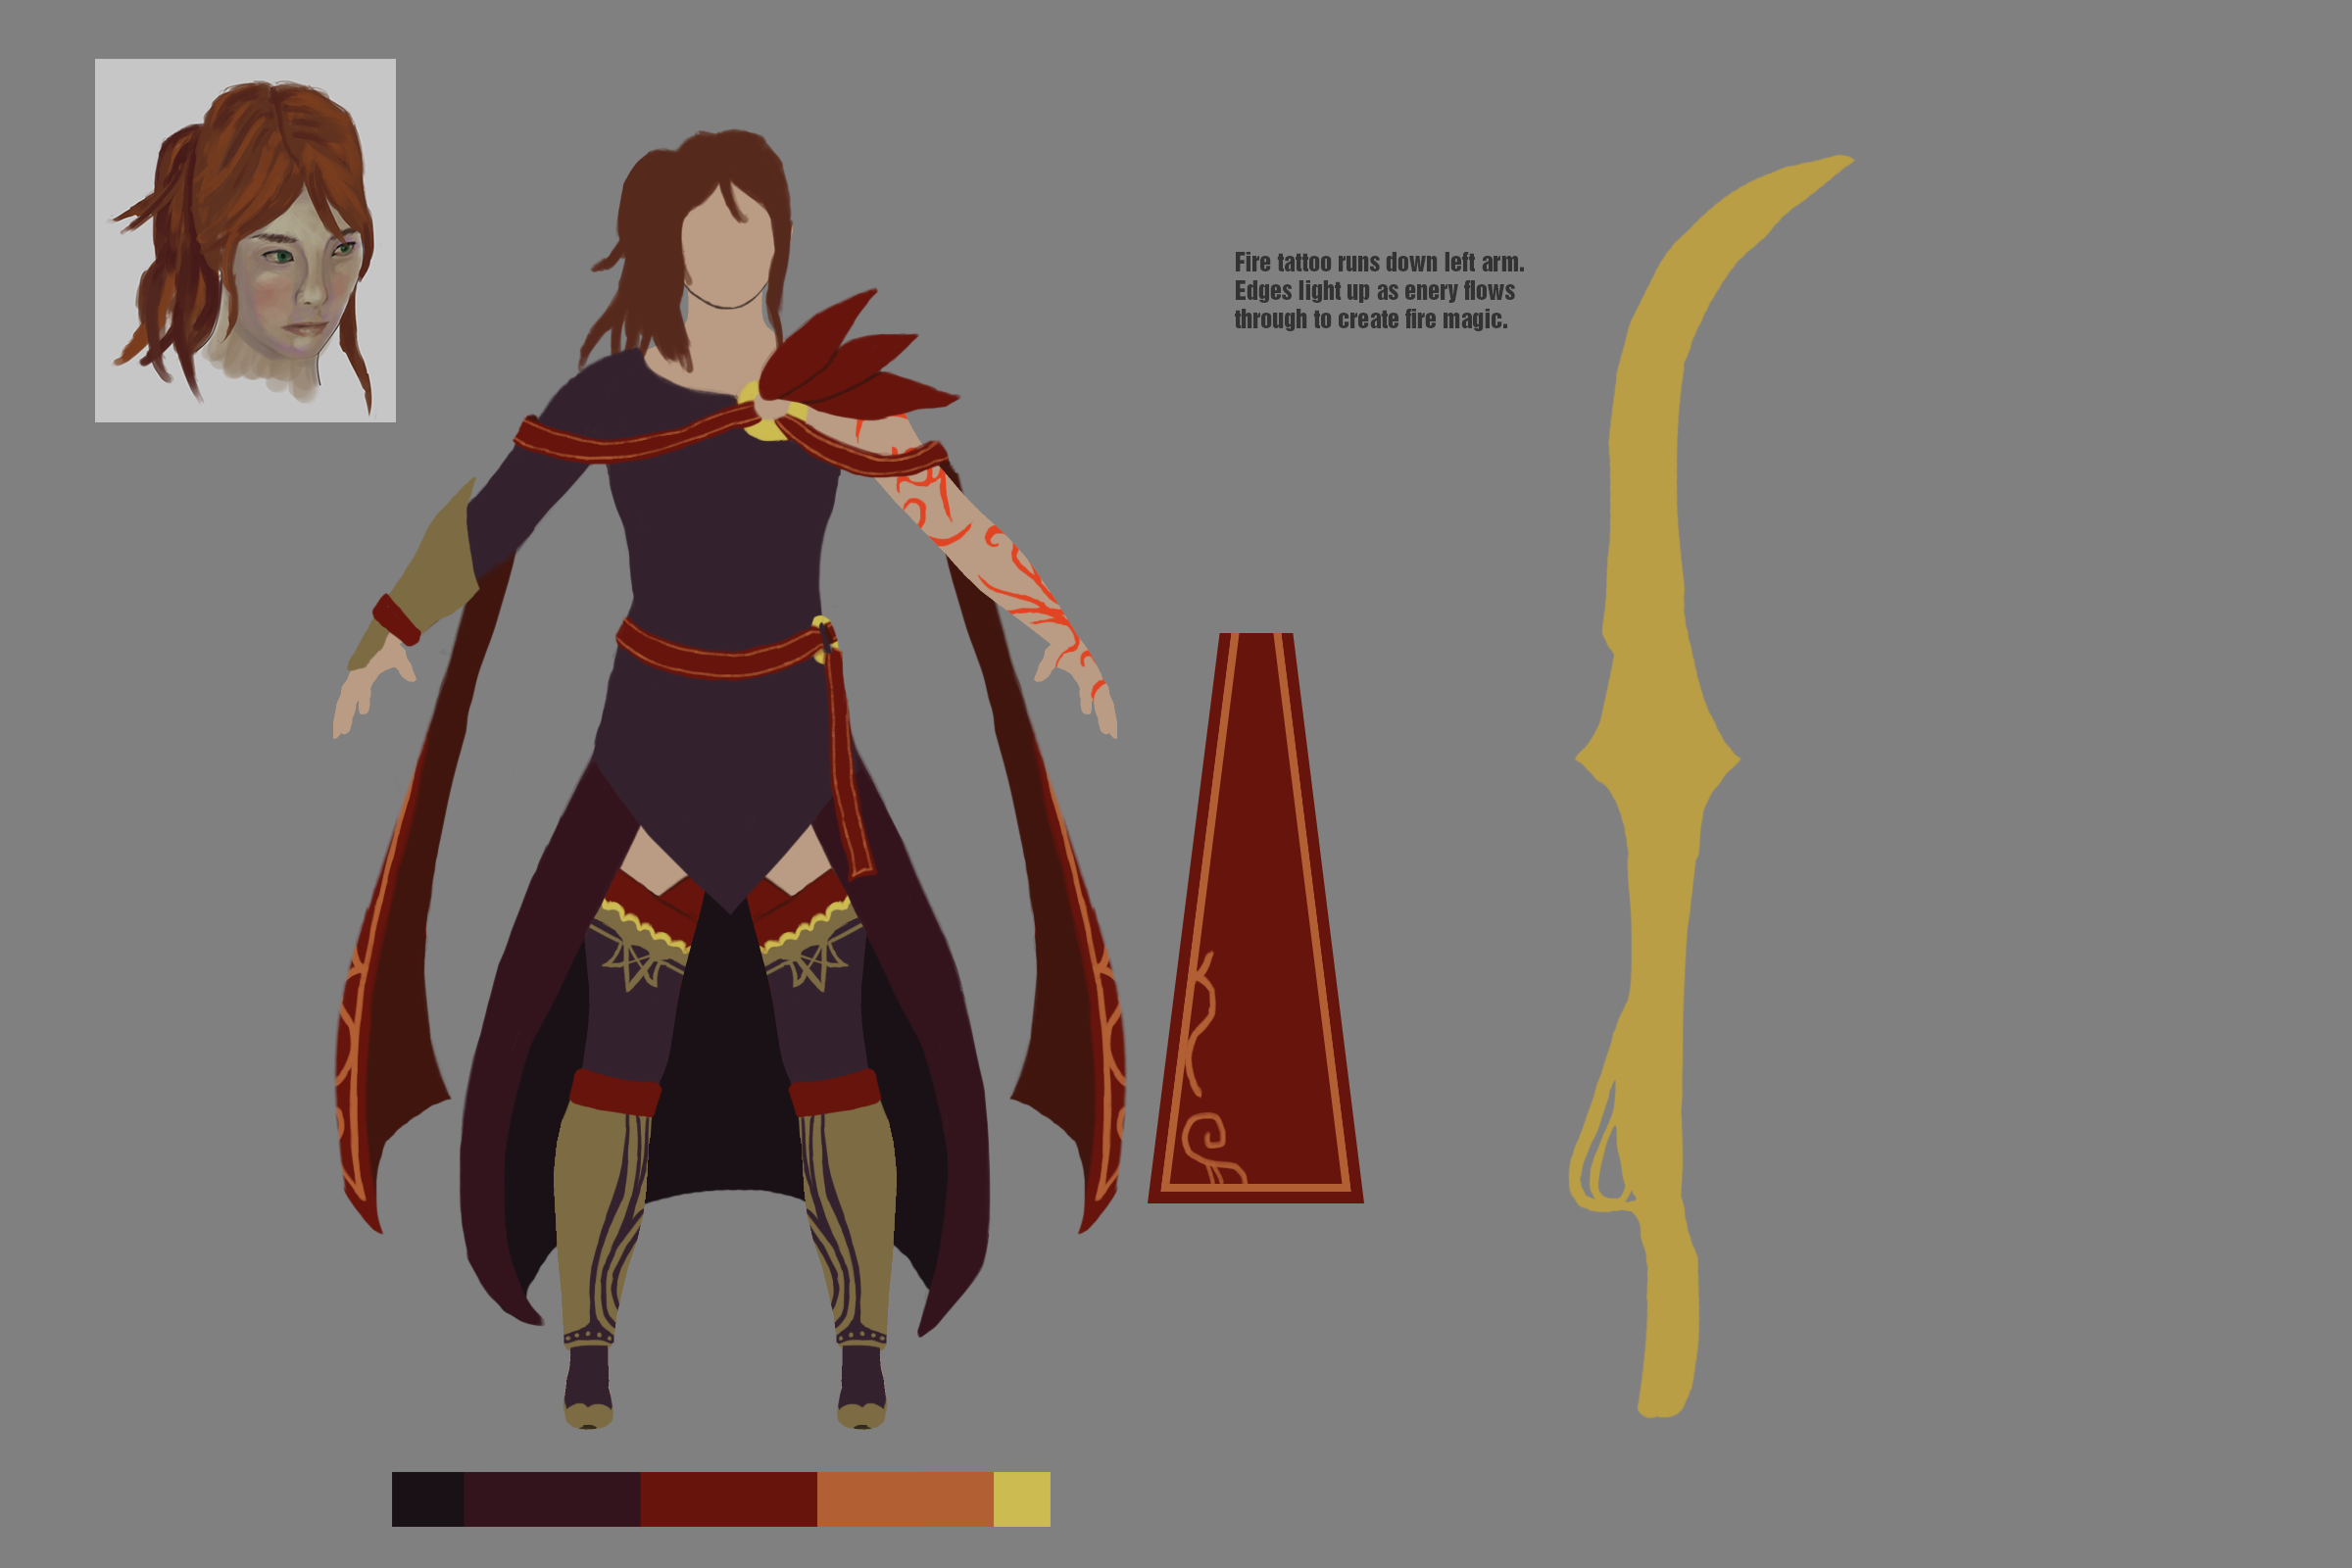 Fire tattoo runs down left arm.
Edges light up as enery flows
through to create fire magic.